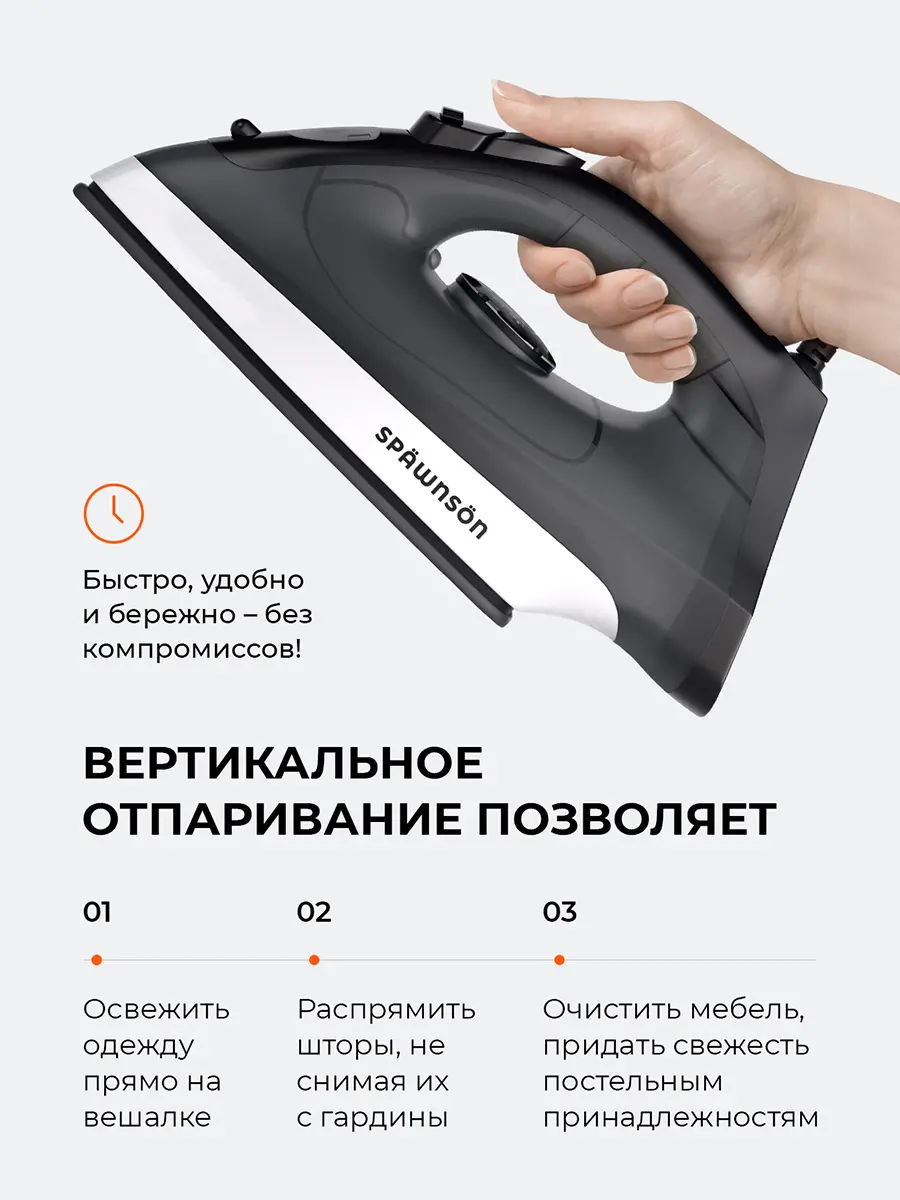 SPÄWNSÖN
Быстро, удобно
и бережно – без
компромиссов!
ВЕРТИКАЛЬНОЕ
ОТПАРИВАНИЕ ПОЗВОЛЯЕТ
01
Освежить
одежду
прямо на
вешалке
02
Распрямить
шторы, не
снимая их
с гардины
03
Очистить мебель,
придать свежесть
постельным
принадлежностям